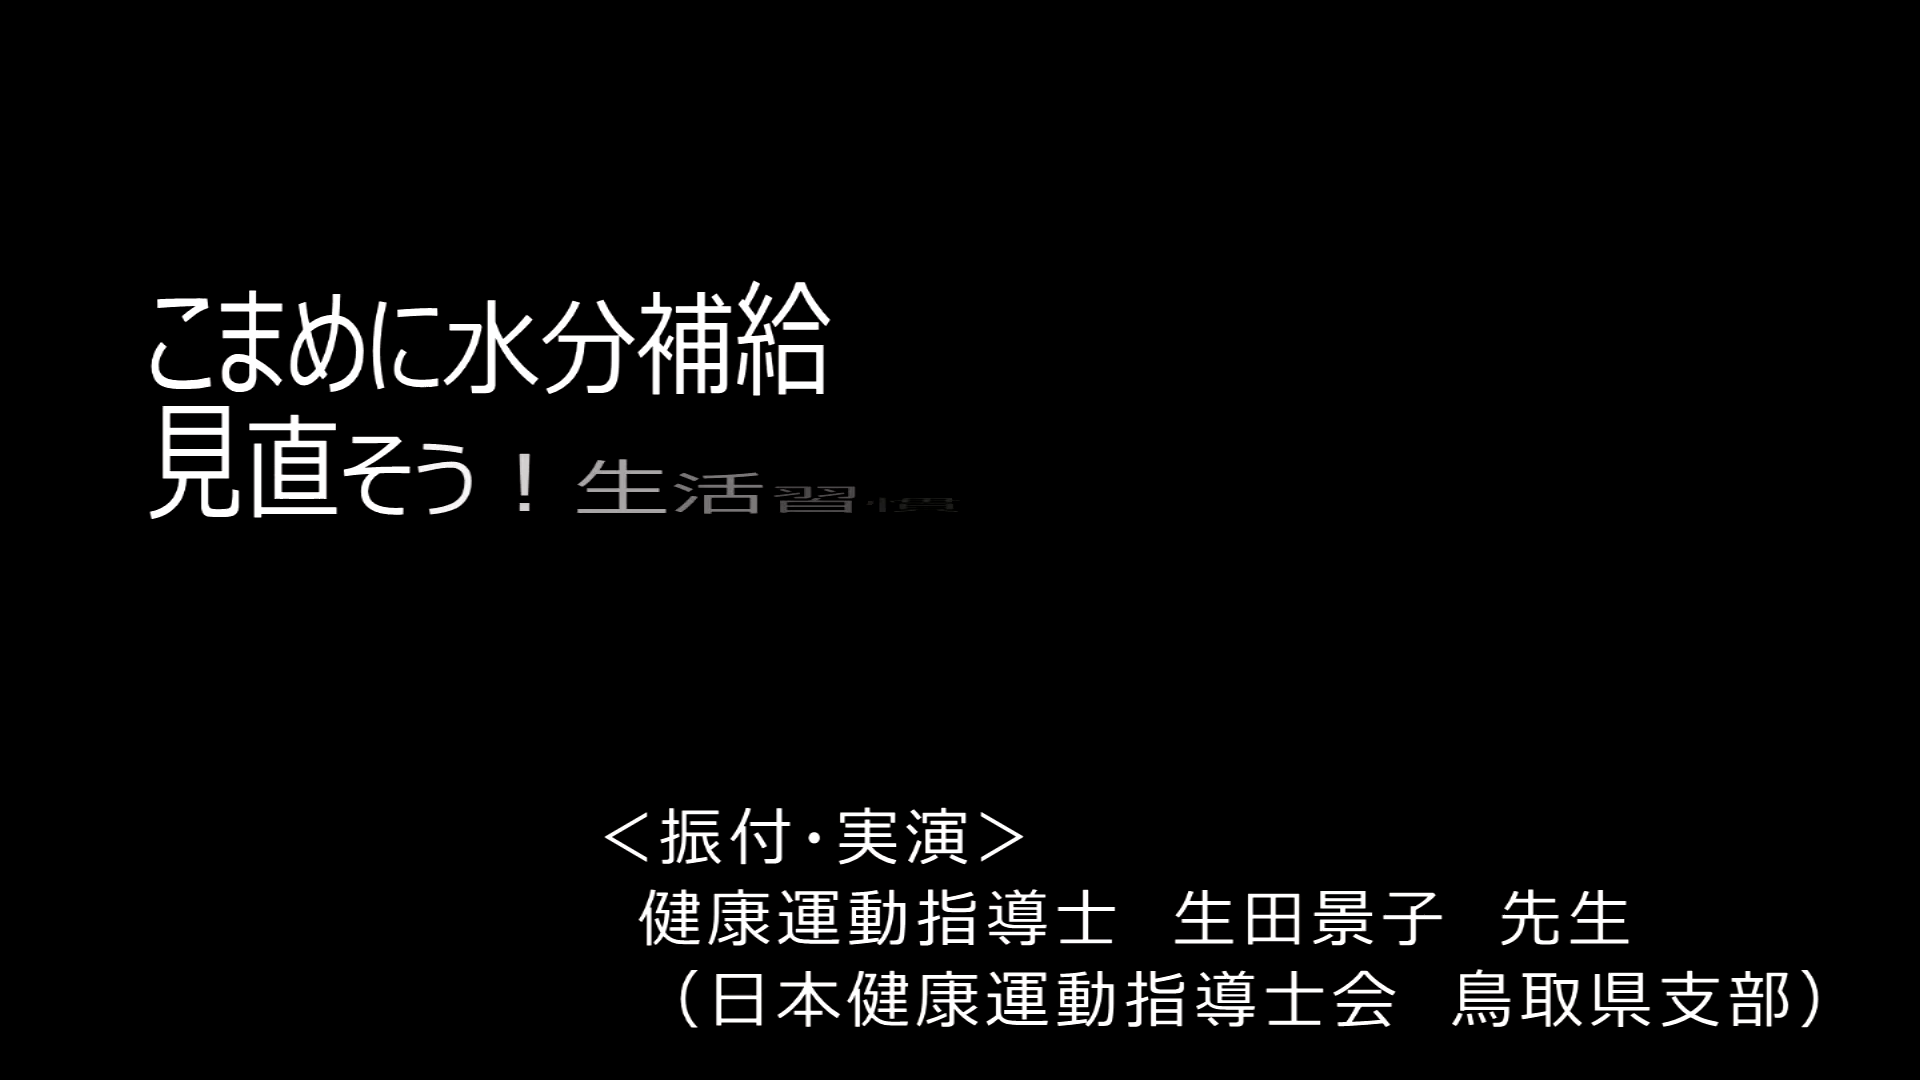 こまめに水分補給
見直そう！生活習慣
＜振付・実演＞
健康運動指導士　生田景子　先生
（日本健康運動指導士会　鳥取県支部）